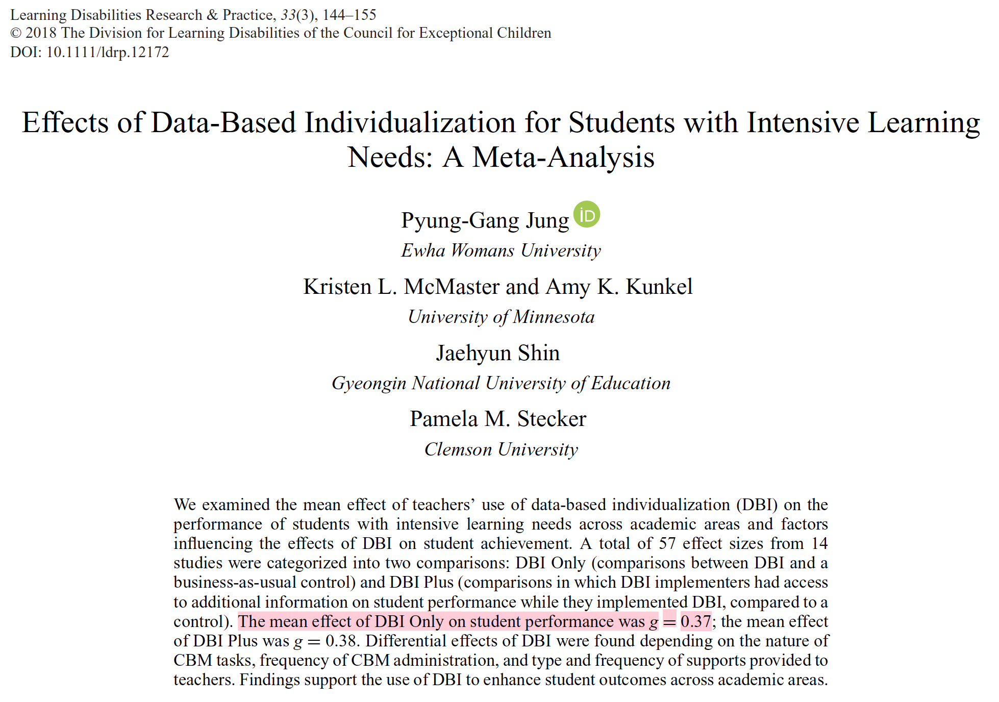 Learning Disabilities Research & Practice, 33(3), 144–155
© 2018 The Division for Learning Disabilities of the Council for Exceptional Children
DOI: 10.1111/ldrp.12172
Effects of Data-Based Individualization for Students with Intensive Learning
Needs: A Meta-Analysis
Pyung-Gang Jung iD
Ewha Womans University
Kristen L. McMaster and Amy K. Kunkel
University of Minnesota
Jaehyun Shin
Gyeongin National University of Education
Pamela M. Stecker
Clemson University
We examined the mean effect of teachers’ use of data-based individualization (DBI) on the
performance of students with intensive learning needs across academic areas and factors
influencing the effects of DBI on student achievement. A total of 57 effect sizes from 14
studies were categorized into two comparisons: DBI Only (comparisons between DBI and a
business-as-usual control) and DBI Plus (comparisons in which DBI implementers had access
to additional information on student performance while they implemented DBI, compared to a
control). The mean effect of DBI Only on student performance was g = 0.37; the mean effect
of DBI Plus was g = 0.38. Differential effects of DBI were found depending on the nature of
CBM tasks, frequency of CBM administration, and type and frequency of supports provided to
teachers. Findings support the use of DBI to enhance student outcomes across academic areas.